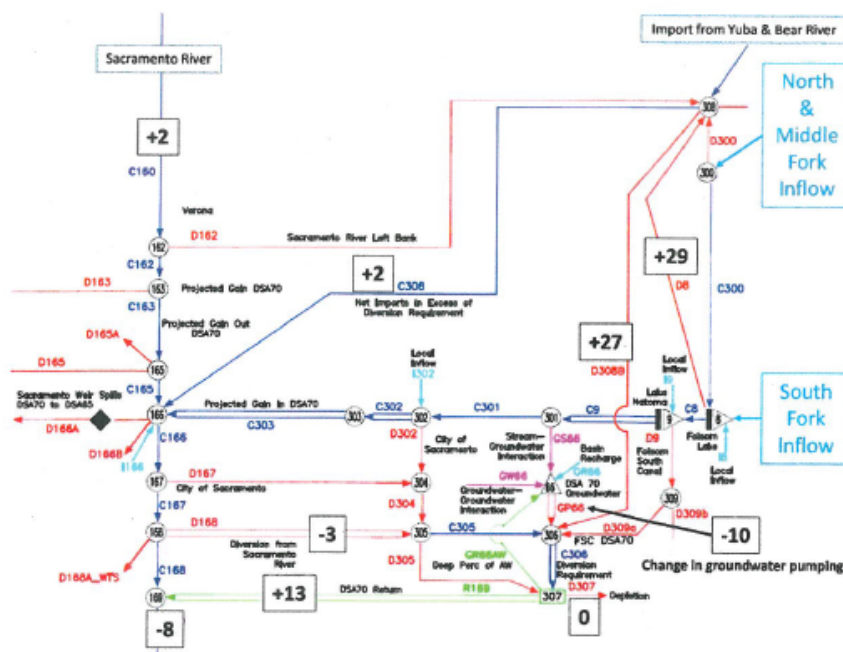 Sacramento River
Import from Yuba & Bear River
North
&
Middle
Fork
Inflow
308
D300
300
+2
C160
Verona
162
D162
Sacramento River Left Bank
C162
D163
163
Projected Gain DSA70
+2
C308
Net Imports in Excess of
Diversion Requirement
+29
D8
C300
C163
Projected Gain Out
DSA70
D165A
D165
165
+27
D308B
Local
Inflow
I302
Local
Inflow
Lake
Natoma
C165
Sacramento Weir Spills
DSA70 to DSA65
Projected Gain In DSA70
166
C303
303
C302
302
C301
301
C9
9
C8
8
Folsom
Lake
South
Fork
Inflow
D166A
D166B
I166
C166
D302
City of
Sacramento
GS66
Stream-
Groundwater
Interaction
Basin
Recharge
D9
Folsom
South
Canal
Local
Inflow
167
D167
City of Sacramento
304
GW66
GR66
66
DSA 70
Groundwater
Groundwater-
Groundwater
Interaction
GP66
309
D309b
C167
D304
168
D168
-3
305
C305
306
D309a
FSC DSA70
-10
Diversion from
Sacramento
River
GR66AW
Deep Perc of AW
C306
Diversion
Requirement
Change in groundwater pumping
D168A_WTS
C168
D305
+13
DSA70 Return
R169
307
D307
Depletion
169
0
-8